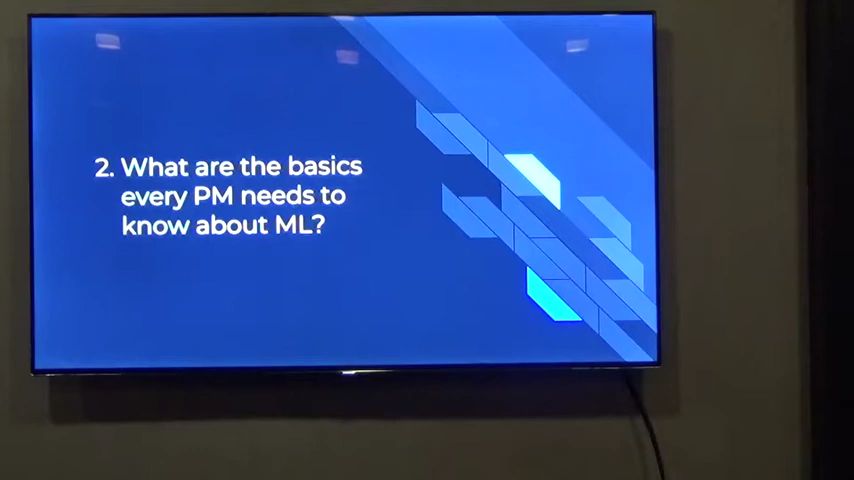 2. What are the basics
every PM needs to
know about ML?